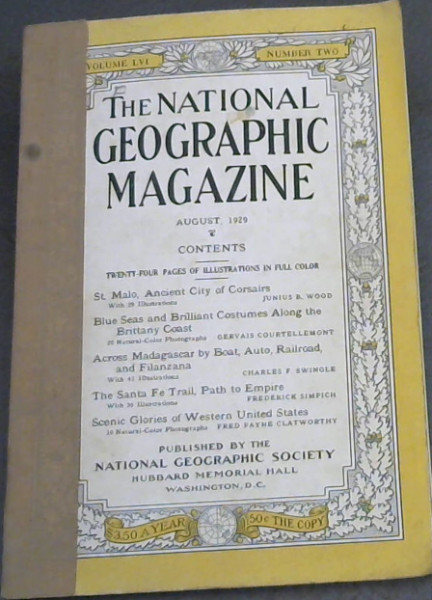 VOLUME LVI NUMBER TWO
THE NATIONAL
GEOGRAPHIC
MAGAZINE
AUGUST, 1929
CONTENTS
TWENTY-FOUR PAGES OF ILLUSTRATIONS IN FULL COLOR
St. Malo, Ancient City of Corsairs
With 29 Illustrations JUNIUS B. WOOD
Blue Seas and Brilliant Costumes Along the
Brittany Coast
Natural-Color Photographs GERVAIS COURTELLEMONT
Across Madagascar by Boat, Auto, Railroad,
and Filanzana
With 41 Illustrations CHARLES F. SWINGLE
The Santa Fe Trail, Path to Empire
With Illustrations FREDERICK SIMPICH
Scenic Glories of Western United States
Natural-Color Photographs FRED PAYNE CLATWORTHY
PUBLISHED BY THE
NATIONAL GEOGRAPHIC SOCIETY
HUBBARD MEMORIAL HALL
WASHINGTON, D.C.
$3.50 A YEAR 50¢ THE COPY